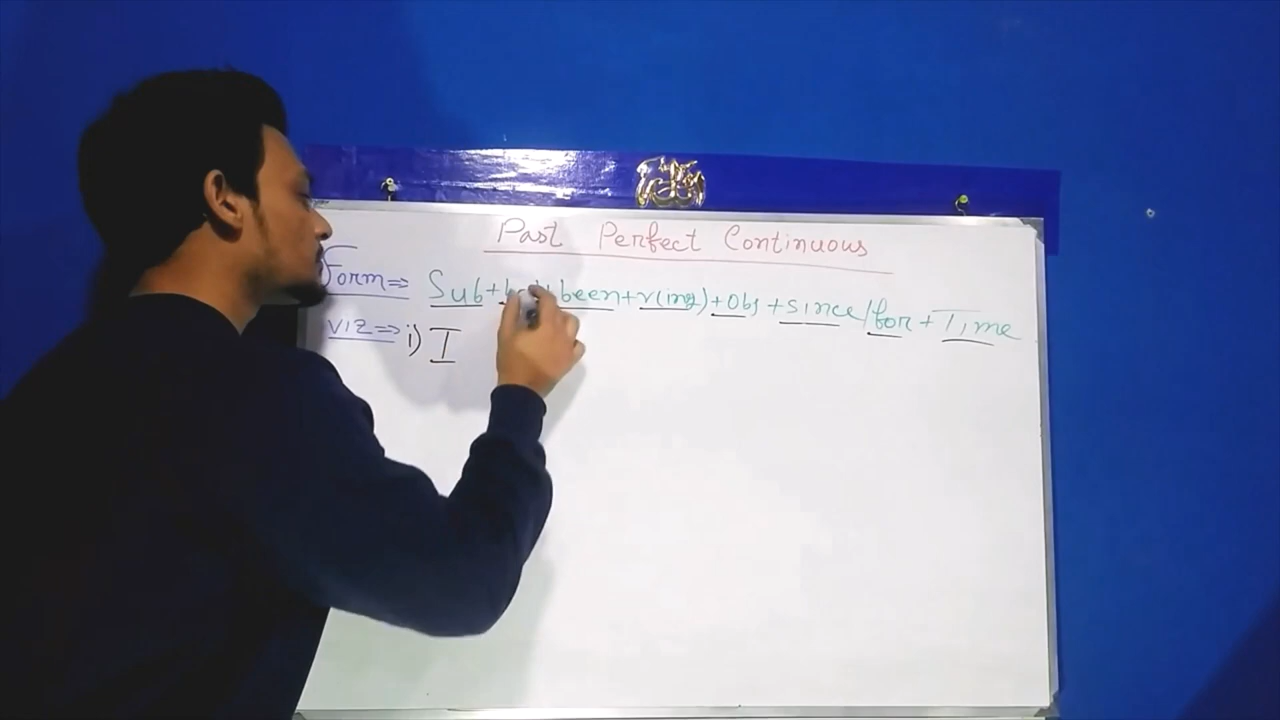 Past Perfect Continuous
Form=> Sub + been + v(ing) + Obj + since/for + Time
viz=> i) I